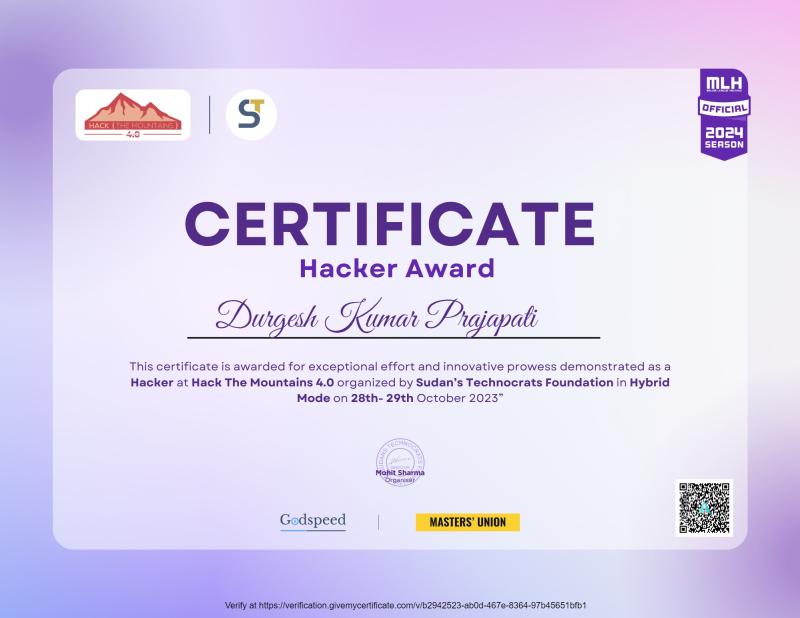 HACK {THE MOUNTAINS}
4.0
ST
MLH
OFFICIAL
2024
SEASON
CERTIFICATE
Hacker Award
Durgesh Kumar Prajapati
This certificate is awarded for exceptional effort and innovative prowess demonstrated as a
Hacker at Hack The Mountains 4.0 organized by Sudan's Technocrats Foundation in Hybrid
Mode on 28th- 29th October 2023”
Mohit Sharma
Organiser
Godspeed
MASTERS' UNION
Verify at https://verification.givemycertificate.com/v/b2942523-ab0d-467e-8364-97b45651bfb1